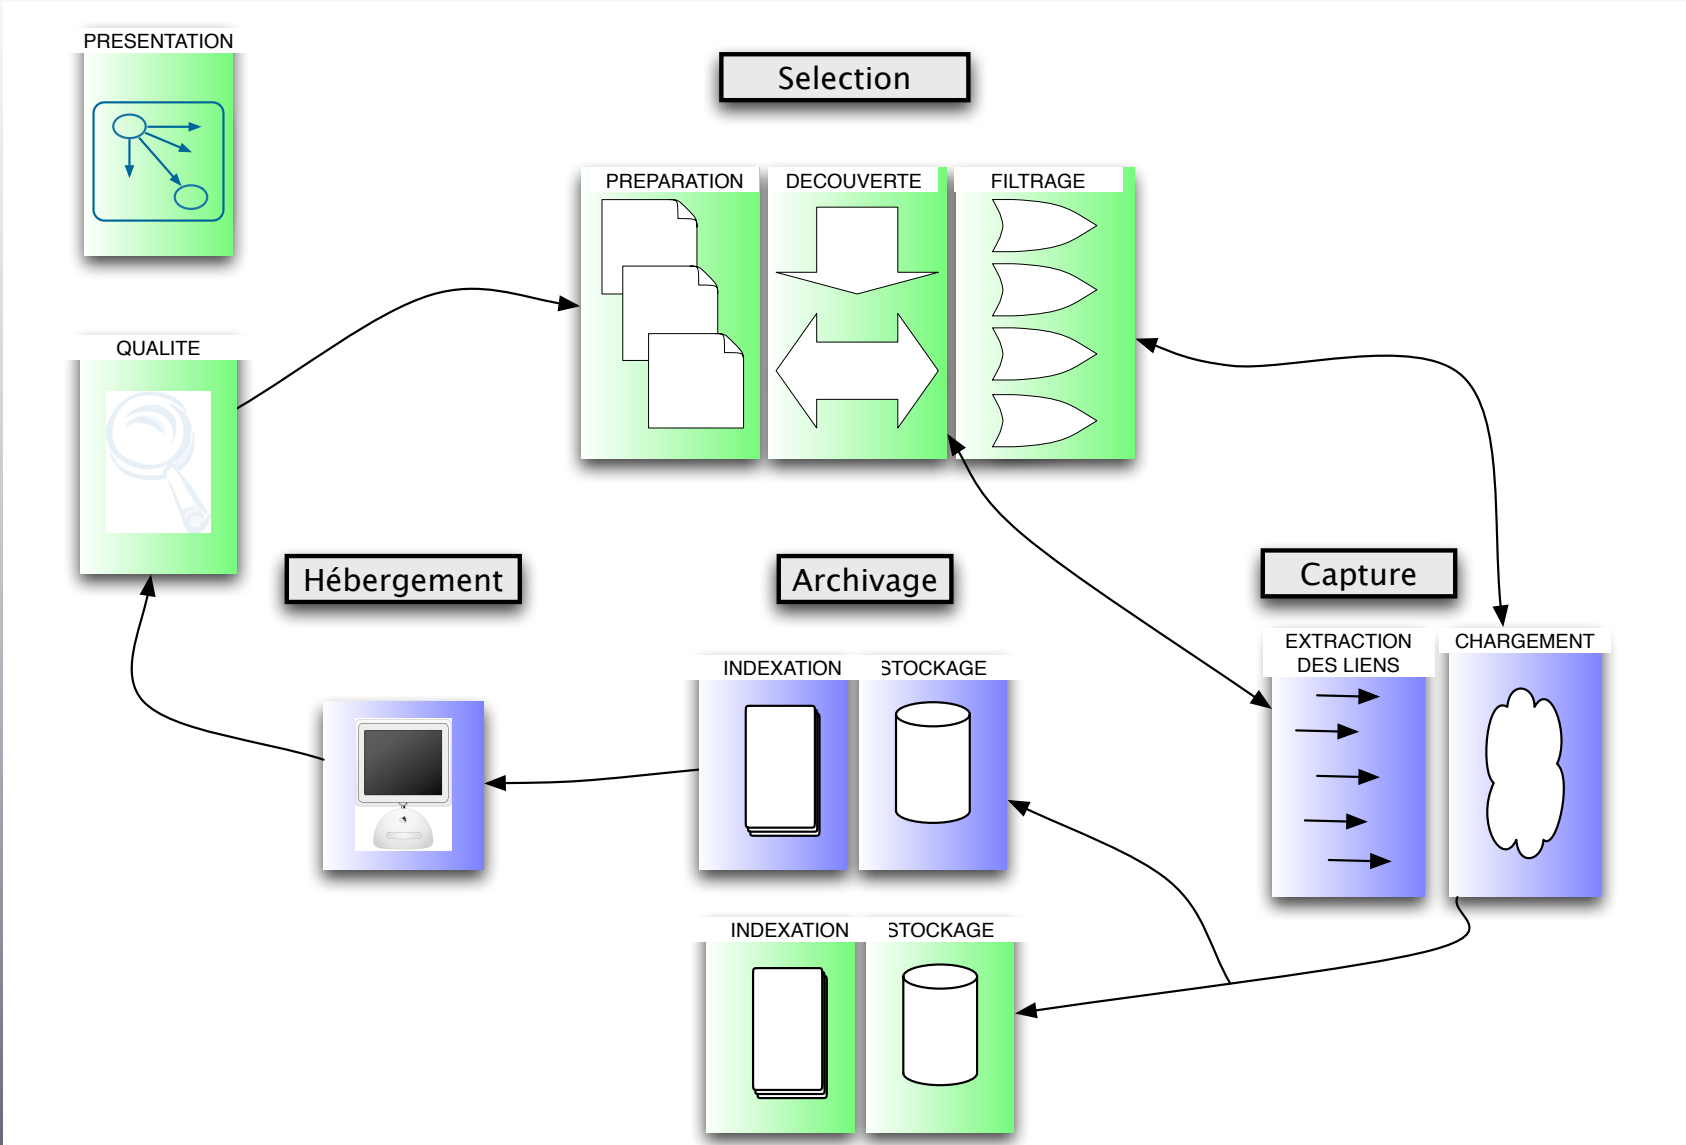 PRESENTATION
Selection
PREPARATION
DECOUVERTE
FILTRAGE
QUALITE
Hébergement
Archivage
Capture
EXTRACTION
DES LIENS
CHARGEMENT
INDEXATION
STOCKAGE
INDEXATION
STOCKAGE